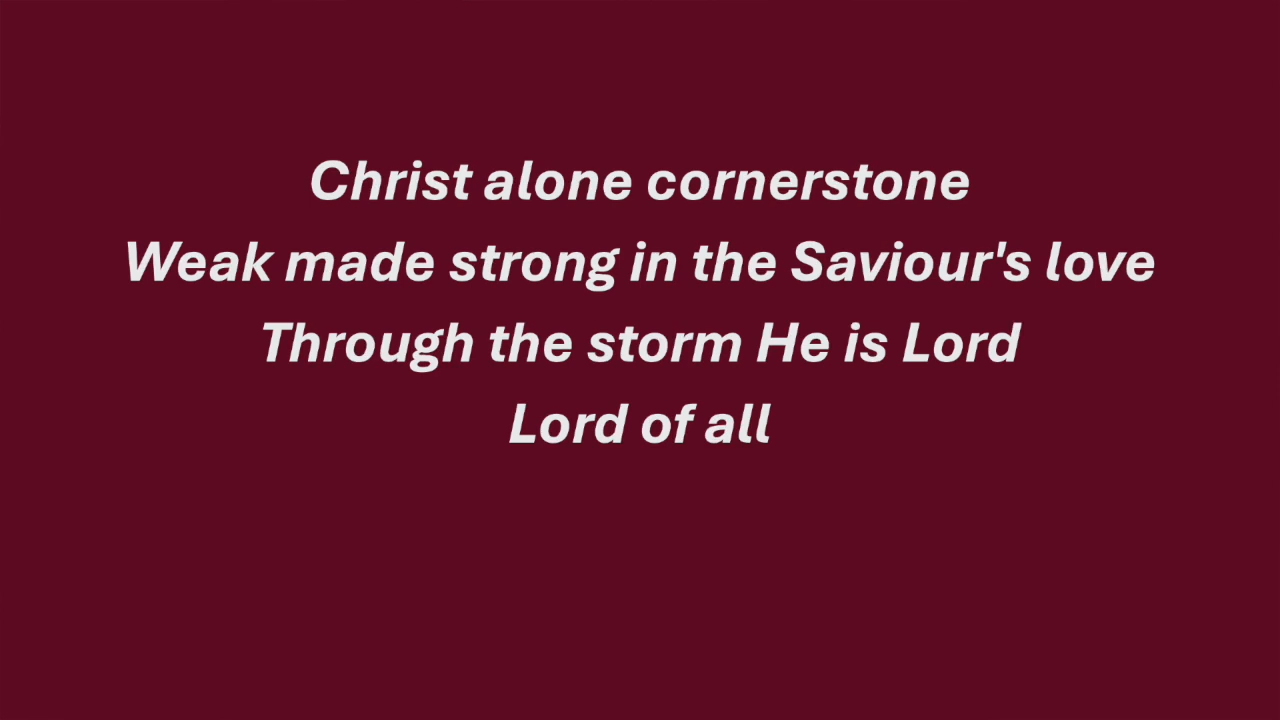 Christ alone cornerstone
Weak made strong in the Saviour's love
Through the storm He is Lord
Lord of all